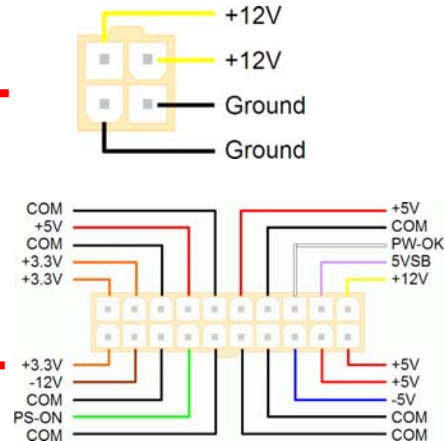 +12V
+12V
Ground
Ground
COM
+5V
COM
+3.3V
+3.3V
+5V
COM
PW-OK
5VSB
+12V
+3.3V
-12V
COM
PS-ON
COM
+5V
+5V
-5V
COM
COM